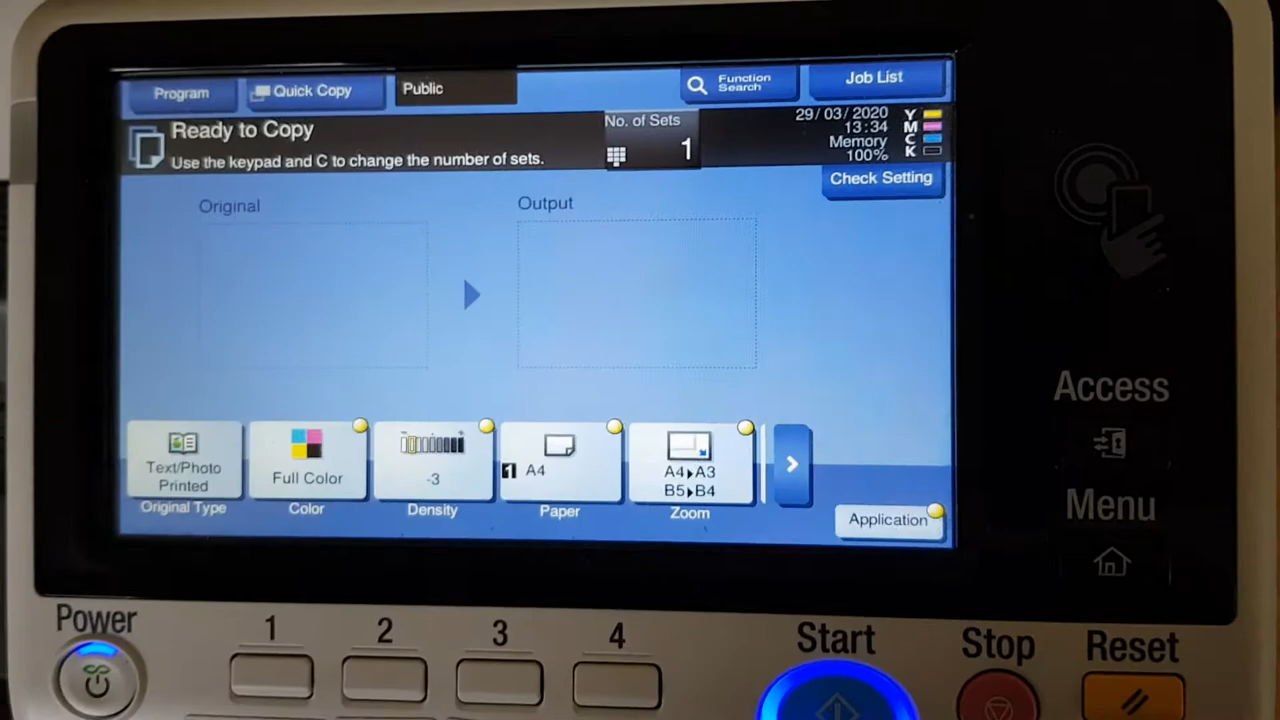 Program
Quick Copy
Public
Function
Search
Job List
Ready to Copy
Use the keypad and C to change the number of sets.
No. of Sets
1
29/03/2020
13:34
Memory
100%
Y
M
C
K
Check Setting
Original
Output
Text/Photo
Printed
Original Type
Full Color
Color
-3
Density
1 A4
Paper
A4▸A3
B5▸B4
Zoom
Application
Access
Menu
Power
1
2
3
4
Start
Stop
Reset